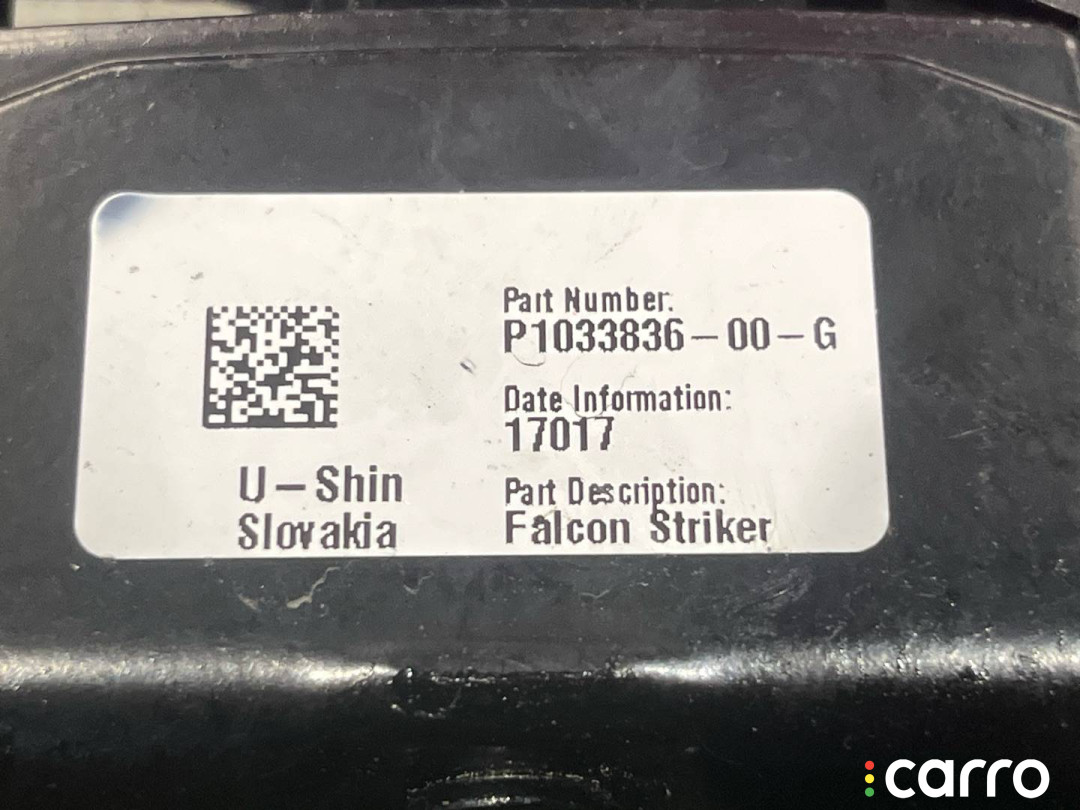 Part Number:
P1033836-00-G
Date Information:
17017
Part Description:
Falcon Striker
U-Shin
Slovakia
carro